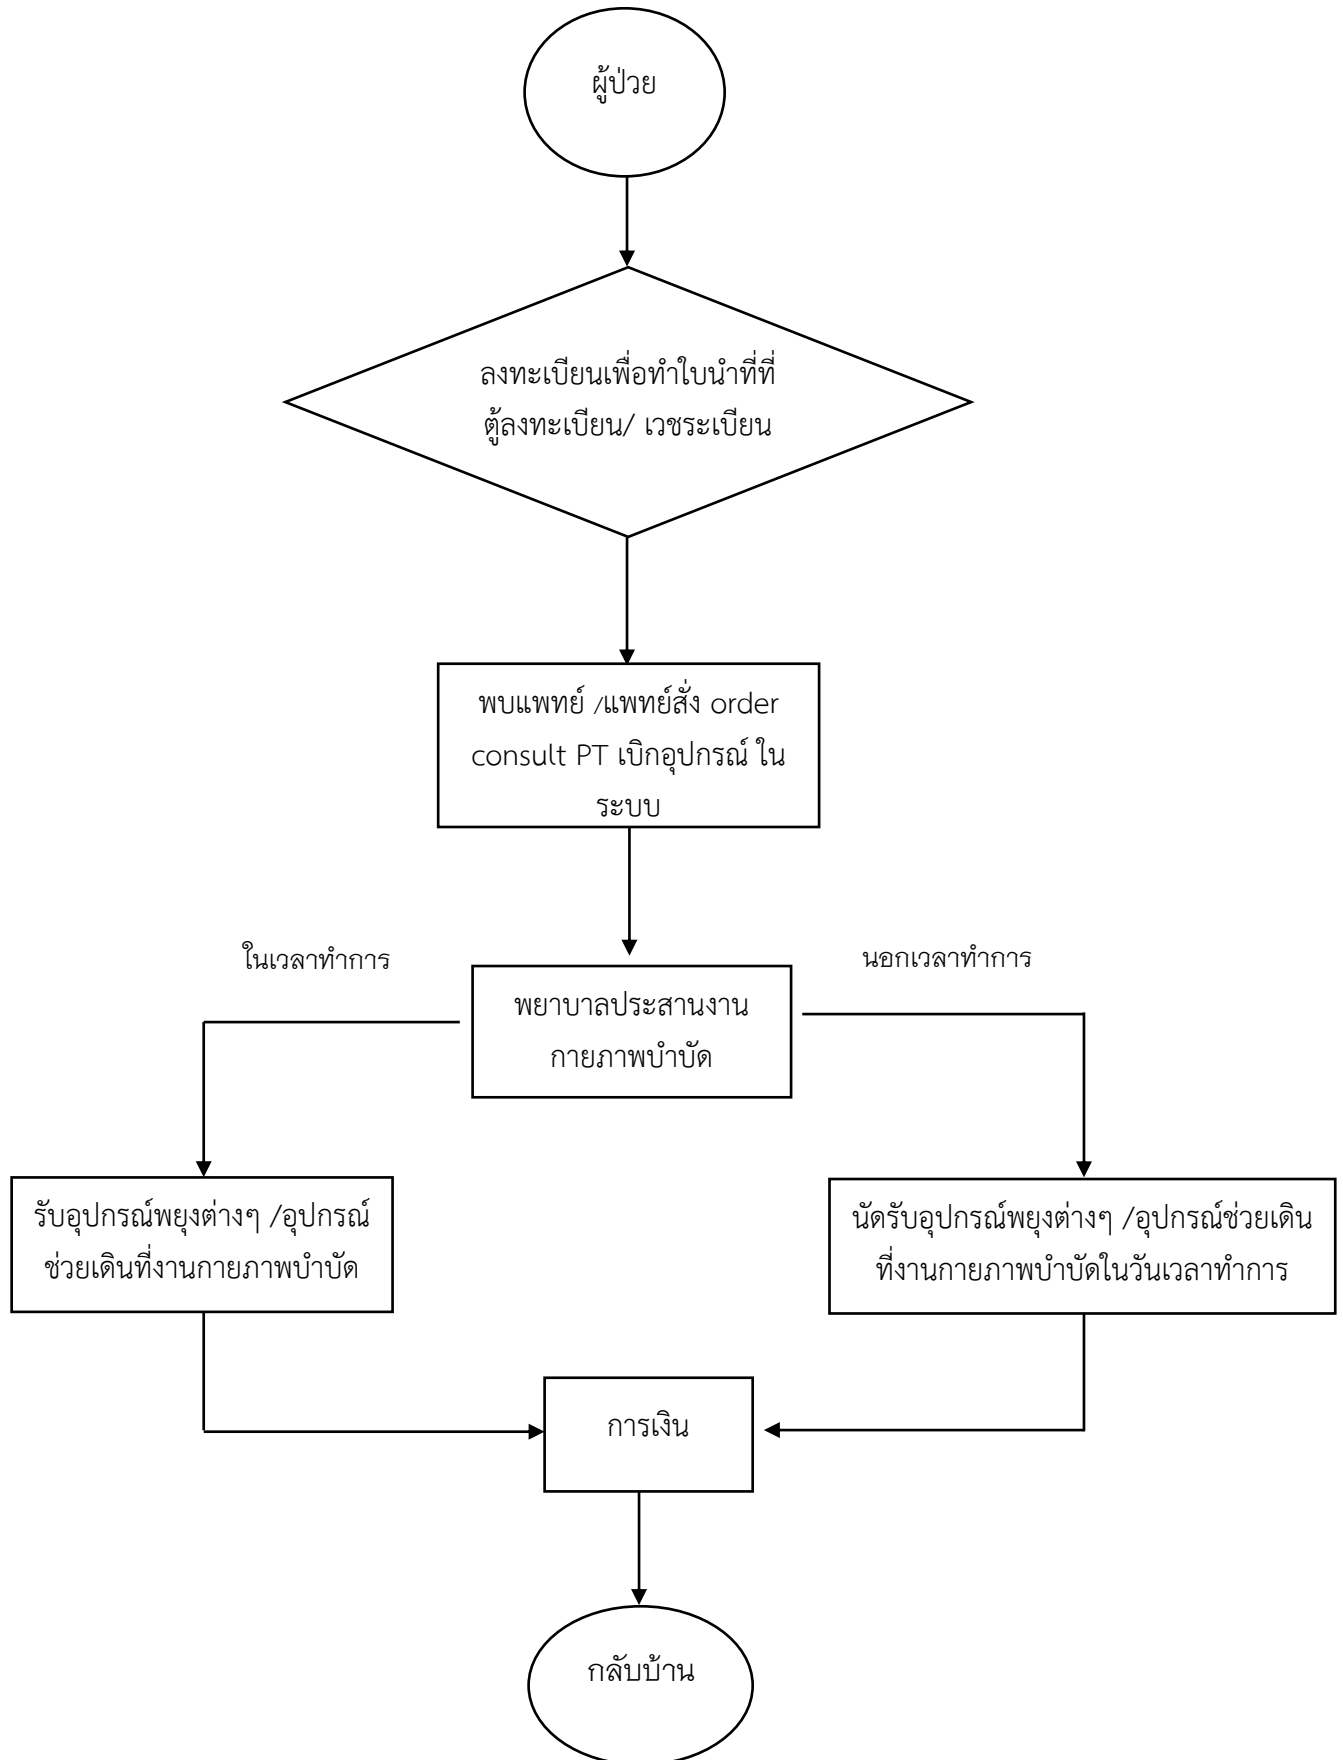 ผู้ป่วย
ลงทะเบียนเพื่อทำใบนำที่ที่
ตู้ลงทะเบียน/ เวชระเบียน
พบแพทย์ /แพทย์สั่ง order
consult PT เบิกอุปกรณ์ ใน
ระบบ
ในเวลาทำการ
นอกเวลาทำการ
พยาบาลประสานงาน
กายภาพบำบัด
รับอุปกรณ์พยุงต่างๆ /อุปกรณ์
ช่วยเดินที่งานกายภาพบำบัด
นัดรับอุปกรณ์พยุงต่างๆ /อุปกรณ์ช่วยเดิน
ที่งานกายภาพบำบัดในวันเวลาทำการ
การเงิน
กลับบ้าน